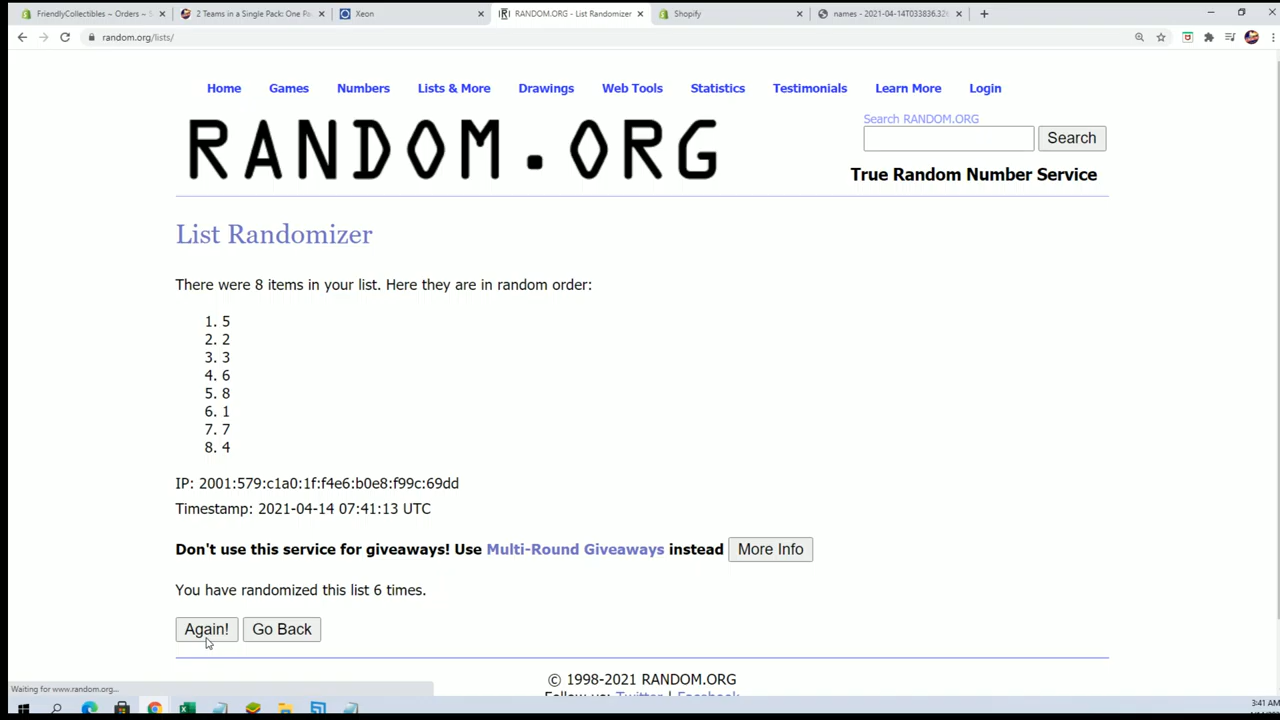 FriendlyCollectibles ~ Orders ~ S
2 Teams in a Single Pack: One Pa
Xeon
RANDOM.ORG - List Randomizer
Shopify
names - 2021-04-14T033836.32
random.org/lists/
Home Games Numbers Lists & More Drawings Web Tools Statistics Testimonials Learn More Login
RANDOM.ORG
Search RANDOM.ORG
Search
True Random Number Service
List Randomizer
There were 8 items in your list. Here they are in random order:
1. 5
2. 2
3. 3
4. 6
5. 8
6. 1
7. 7
8. 4
IP: 2001:579:c1a0:1f:f4e6:b0e8:f99c:69dd
Timestamp: 2021-04-14 07:41:13 UTC
Don't use this service for giveaways! Use Multi-Round Giveaways instead More Info
You have randomized this list 6 times.
Again! Go Back
© 1998-2021 RANDOM.ORG
Follow us: Twitter | Facebook
Waiting for www.random.org...
3:41 AM